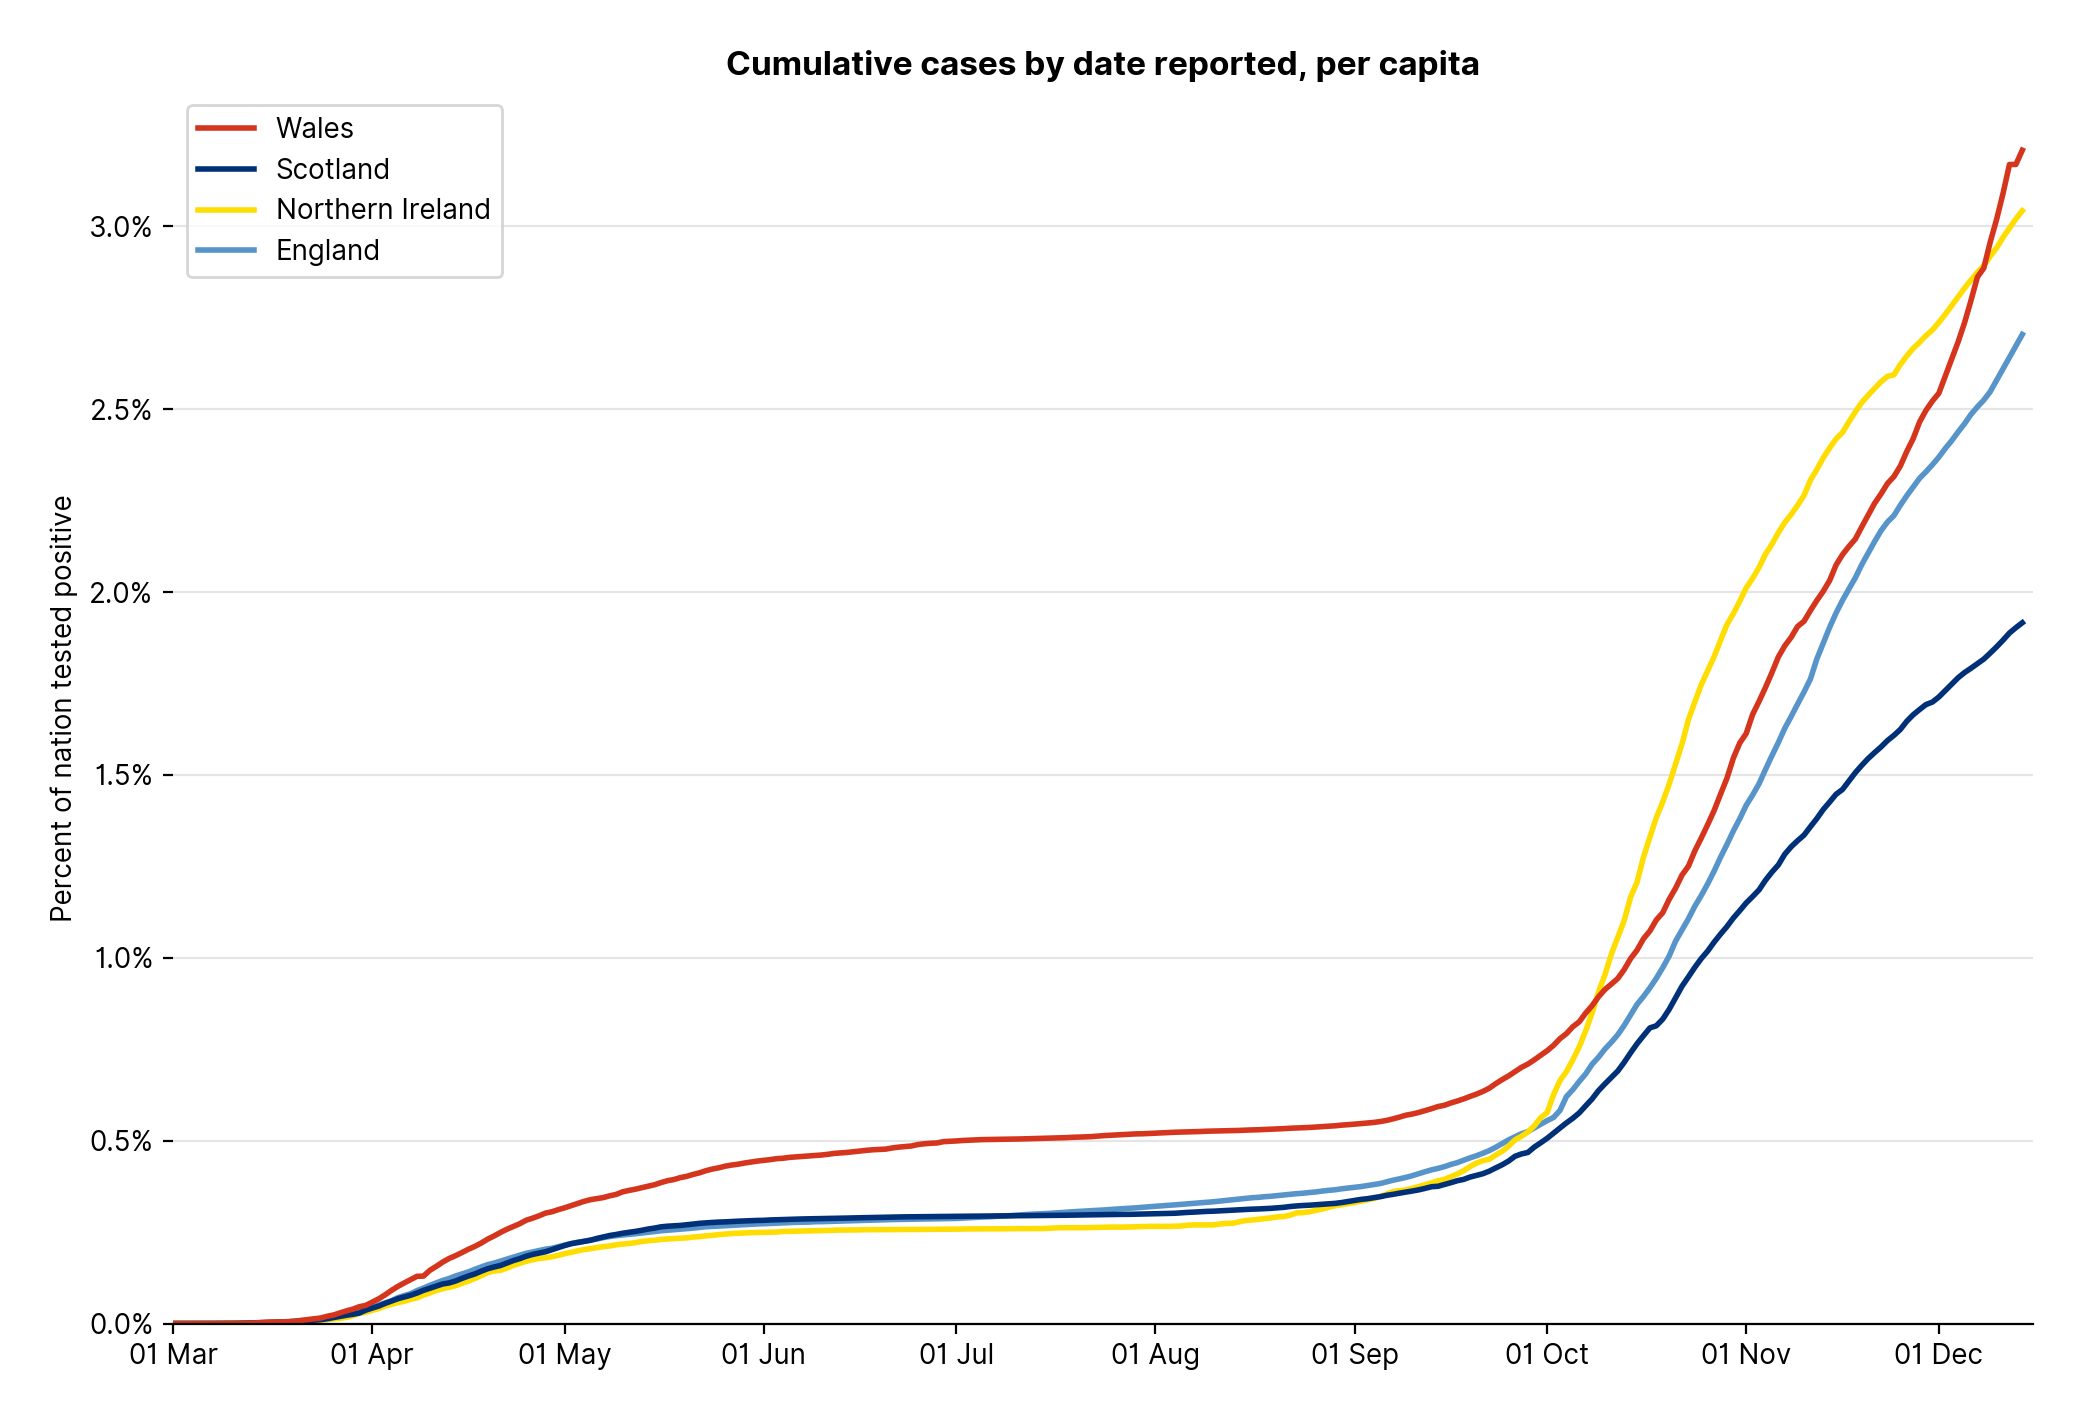 Cumulative cases by date reported, per capita
Wales
Scotland
Northern Ireland
England
Percent of nation tested positive
3.0%
2.5%
2.0%
1.5%
1.0%
0.5%
0.0%
01 Mar 01 Apr 01 May 01 Jun 01 Jul 01 Aug 01 Sep 01 Oct 01 Nov 01 Dec